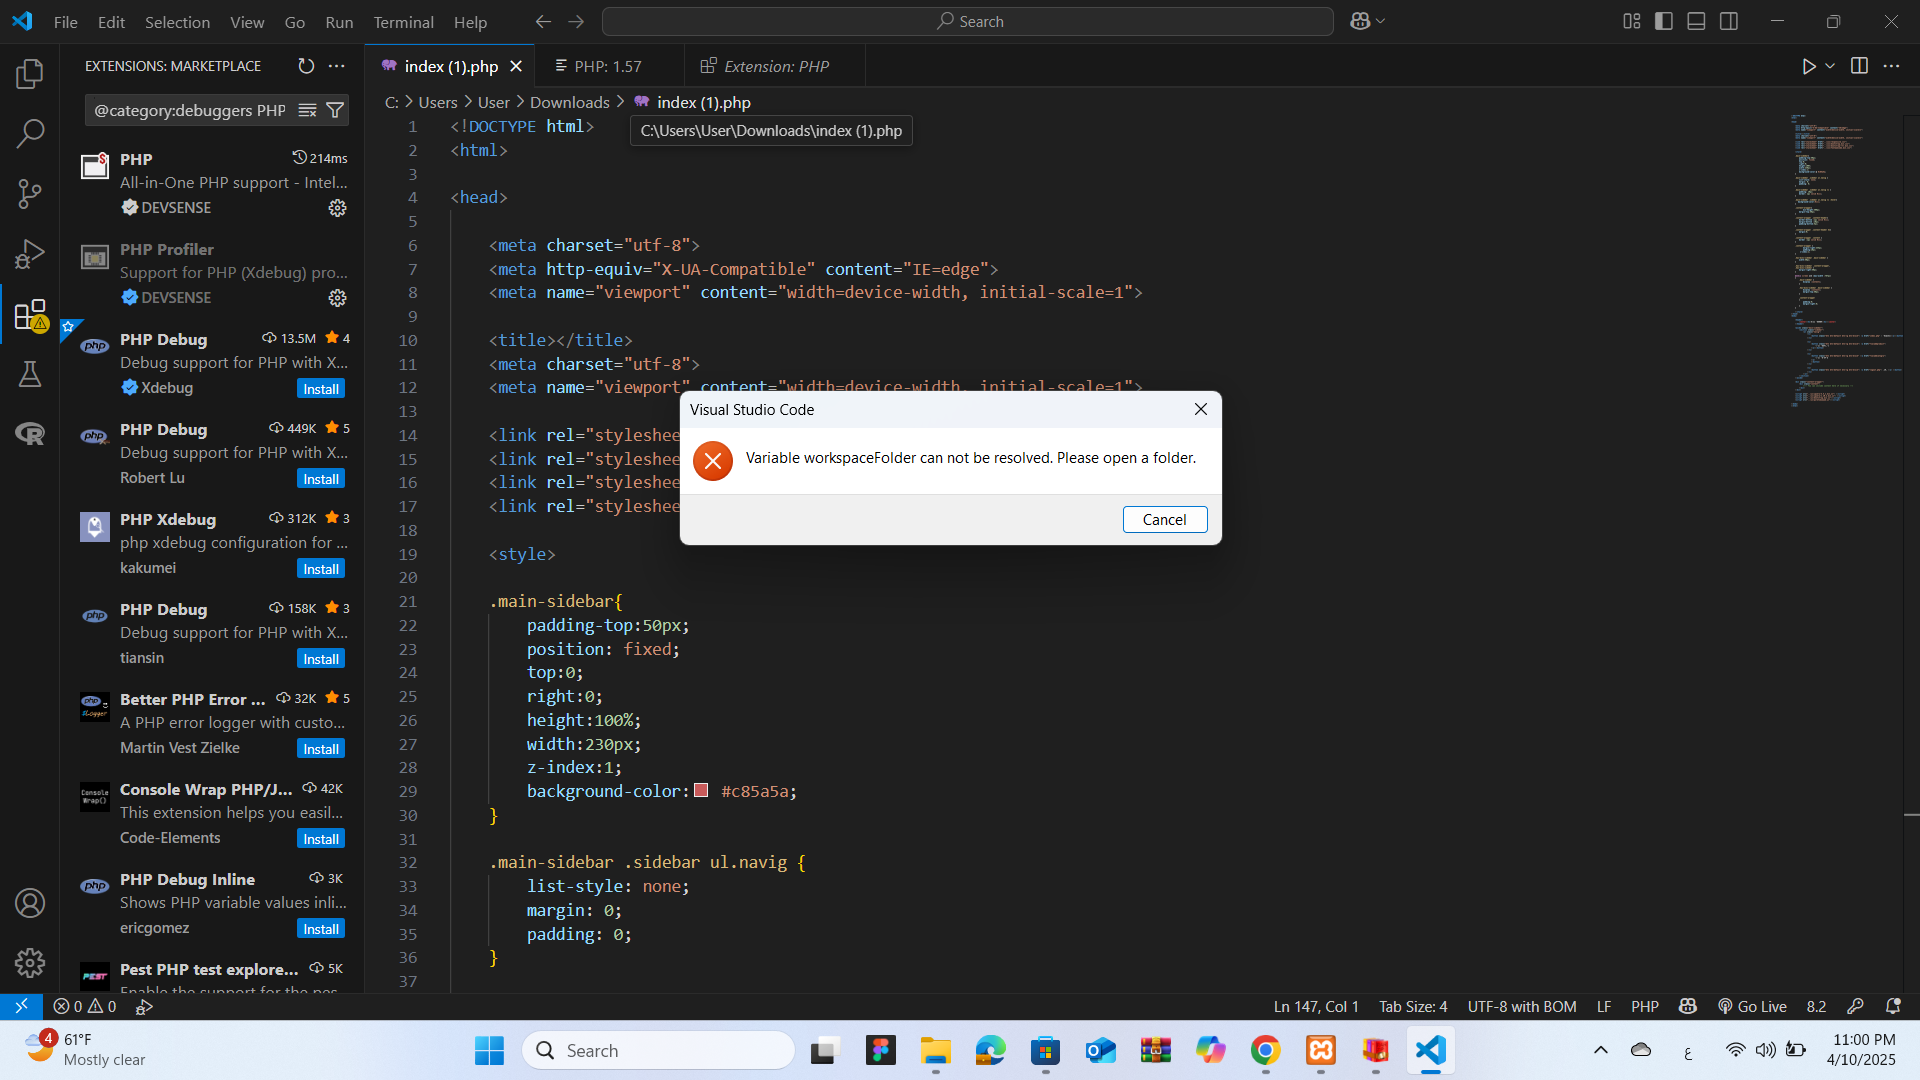 File Edit Selection View Go Run Terminal Help
Search
EXTENSIONS: MARKETPLACE
@category:debuggers PHP
PHP 214ms
All-in-One PHP support - Intel...
DEVSENSE
PHP Profiler
Support for PHP (Xdebug) pro...
DEVSENSE
PHP Debug 13.5M 4
Debug support for PHP with X...
Xdebug Install
PHP Debug 449K 5
Debug support for PHP with X...
Robert Lu Install
PHP Xdebug 312K 3
php xdebug configuration for ...
kakumei Install
PHP Debug 158K 3
Debug support for PHP with X...
tiansin Install
Better PHP Error ... 32K 5
A PHP error logger with custo...
Martin Vest Zielke Install
Console Wrap PHP/J... 42K
This extension helps you easil...
Code-Elements Install
PHP Debug Inline 3K
Shows PHP variable values inli...
ericgomez Install
Pest PHP test explore... 5K
Enable the support for the pes...
index (1).php
PHP: 1.57
Extension: PHP
C: > Users > User > Downloads > index (1).php
C:\Users\User\Downloads\index (1).php
1 <!DOCTYPE html>
2 <html>
3
4 <head>
5
6 <meta charset="utf-8">
7 <meta http-equiv="X-UA-Compatible" content="IE=edge">
8 <meta name="viewport" content="width=device-width, initial-scale=1">
9
10 <title></title>
11 <meta charset="utf-8">
12 <meta name="viewport" content="width=device-width, initial-scale=1">
13
14 <link rel="styleshee
15 <link rel="styleshee
16 <link rel="styleshee
17 <link rel="styleshee
18
19 <style>
20
21 .main-sidebar{
22 padding-top:50px;
23 position: fixed;
24 top:0;
25 right:0;
26 height:100%;
27 width:230px;
28 z-index:1;
29 background-color: #c85a5a;
30 }
31
32 .main-sidebar .sidebar ul.navig {
33 list-style: none;
34 margin: 0;
35 padding: 0;
36 }
37
Visual Studio Code
Variable workspaceFolder can not be resolved. Please open a folder.
Cancel
0 0
Ln 147, Col 1 Tab Size: 4 UTF-8 with BOM LF PHP Go Live 8.2
4
61°F
Mostly clear
Search
ع
11:00 PM
4/10/2025